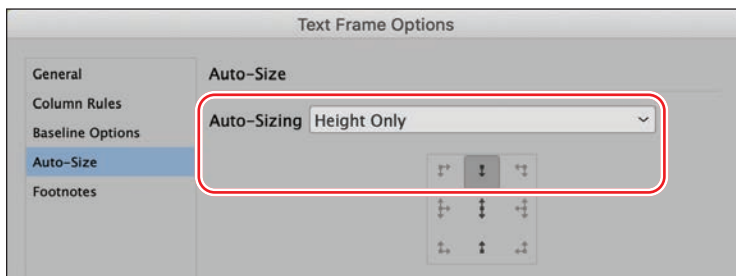 Text Frame Options
General
Column Rules
Baseline Options
Auto-Size
Footnotes
Auto-Size
Auto-Sizing Height Only